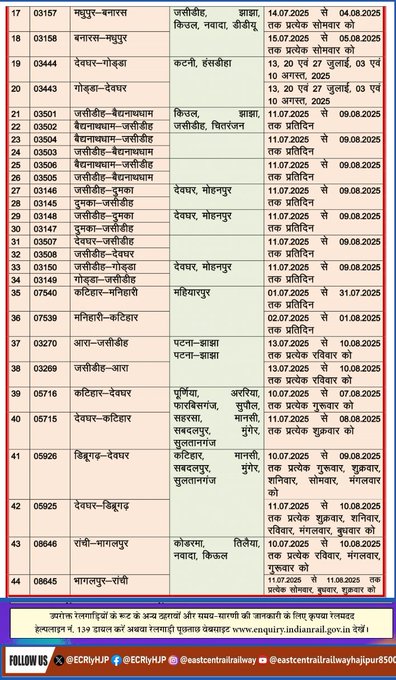 17 03157 मधुपुर–बनारस जसीडीह, झाझा, 14.07.2025 से 04.08.2025
किउल, नवादा, डीडीयू तक प्रत्येक सोमवार को
18 03158 बनारस–मधुपुर 15.07.2025 से 05.08.2025
तक प्रत्येक सोमवार को
19 03444 देवघर–गोड्डा कटनी, हंसडीहा 13, 20 एवं 27 जुलाई, 03 एवं
10 अगस्त, 2025
20 03443 गोड्डा–देवघर 13, 20 एवं 27 जुलाई, 03 एवं
10 अगस्त, 2025
21 03501 जसीडीह–बैद्यनाथधाम किउल, झाझा, 11.07.2025 से 09.08.2025
22 03502 बैद्यनाथधाम–जसीडीह जसीडीह, चितरंजन तक प्रतिदिन
23 03504 बैद्यनाथधाम–जसीडीह 11.07.2025 से 09.08.2025
24 03503 जसीडीह–बैद्यनाथधाम तक प्रतिदिन
25 03506 बैद्यनाथधाम–जसीडीह 11.07.2025 से 09.08.2025
26 03505 जसीडीह–बैद्यनाथधाम तक प्रतिदिन
27 03146 जसीडीह–दुमका देवघर, मोहनपुर 11.07.2025 से 09.08.2025
28 03145 दुमका–जसीडीह तक प्रतिदिन
29 03148 जसीडीह–दुमका देवघर, मोहनपुर 11.07.2025 से 09.08.2025
30 03147 दुमका–जसीडीह तक प्रतिदिन
31 03507 देवघर–जसीडीह 11.07.2025 से 09.08.2025
32 03508 जसीडीह–देवघर तक प्रतिदिन
33 03150 जसीडीह–गोड्डा देवघर, मोहनपुर 11.07.2025 से 09.08.2025
34 03149 गोड्डा–जसीडीह तक प्रतिदिन
35 07540 कटिहार–मनिहारी महियारपुर 01.07.2025 से 31.07.2025
तक प्रतिदिन
36 07539 मनिहारी–कटिहार 02.07.2025 से 01.08.2025
तक प्रतिदिन
37 03270 आरा–जसीडीह पटना–झाझा 13.07.2025 से 10.08.2025
पटना–झाझा तक प्रत्येक रविवार को
38 03269 जसीडीह–आरा 13.07.2025 से 10.08.2025
तक प्रत्येक रविवार को
39 05716 कटिहार–देवघर पूर्णिया, अररिया, 10.07.2025 से 07.08.2025
फारबिसगंज, सुपौल, तक प्रत्येक गुरूवार को
40 05715 देवघर–कटिहार सहरसा, मानसी, 11.07.2025 से 08.08.2025
सबदलपुर, मुंगेर, तक प्रत्येक शुक्रवार को
सुलतानगंज
41 05926 डिब्रूगढ़–देवघर कटिहार, मानसी, 10.07.2025 से 09.08.2025
सबदलपुर, मुंगेर, तक प्रत्येक गुरूवार, शुक्रवार,
सुलतानगंज शनिवार, सोमवार, मंगलवार
को
42 05925 देवघर–डिब्रूगढ़ 11.07.2025 से 10.08.2025
तक प्रत्येक शुक्रवार, शनिवार,
रविवार, मंगलवार, बुधवार को
43 08646 रांची–भागलपुर कोडरमा, तिलैया, 10.07.2025 से 10.08.2025
नवादा, किऊल तक प्रत्येक रविवार, मंगलवार,
गुरूवार को
44 08645 भागलपुर–रांची 11.07.2025 से 11.08.2025 तक
प्रत्येक सोमवार, बुधवार, शुक्रवार को
उपरोक्त रेलगाड़ियों के रूट के अन्य ठहरावों और समय-सारणी की जानकारी के लिए कृपया रेलमदद
हेल्पलाइन नं. 139 डायल करें अथवा रेलगाड़ी पूछताछ वेबसाइट www.enquiry.indianrail.gov.in देखें।
FOLLOW US @ECRlyHJP @ECRlyHJP @eastcentralrailway @eastcentralrailwayhajipur8500